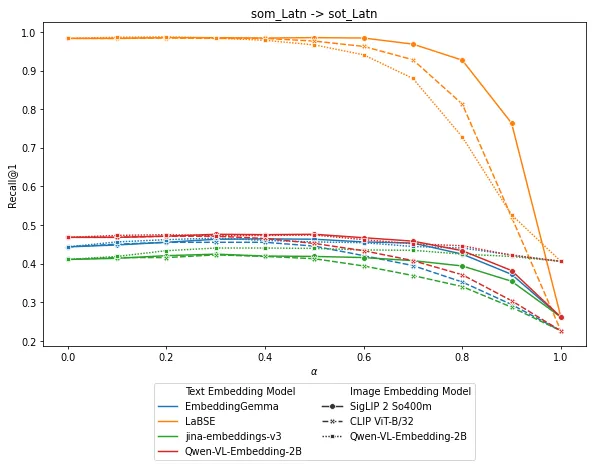 som_Latn -> sot_Latn
Recall@1
1.0
0.9
0.8
0.7
0.6
0.5
0.4
0.3
0.2
0.0 0.2 0.4 0.6 0.8 1.0
α
Text Embedding Model Image Embedding Model
EmbeddingGemma SigLIP 2 So400m
LaBSE CLIP ViT-B/32
jina-embeddings-v3 Qwen-VL-Embedding-2B
Qwen-VL-Embedding-2B